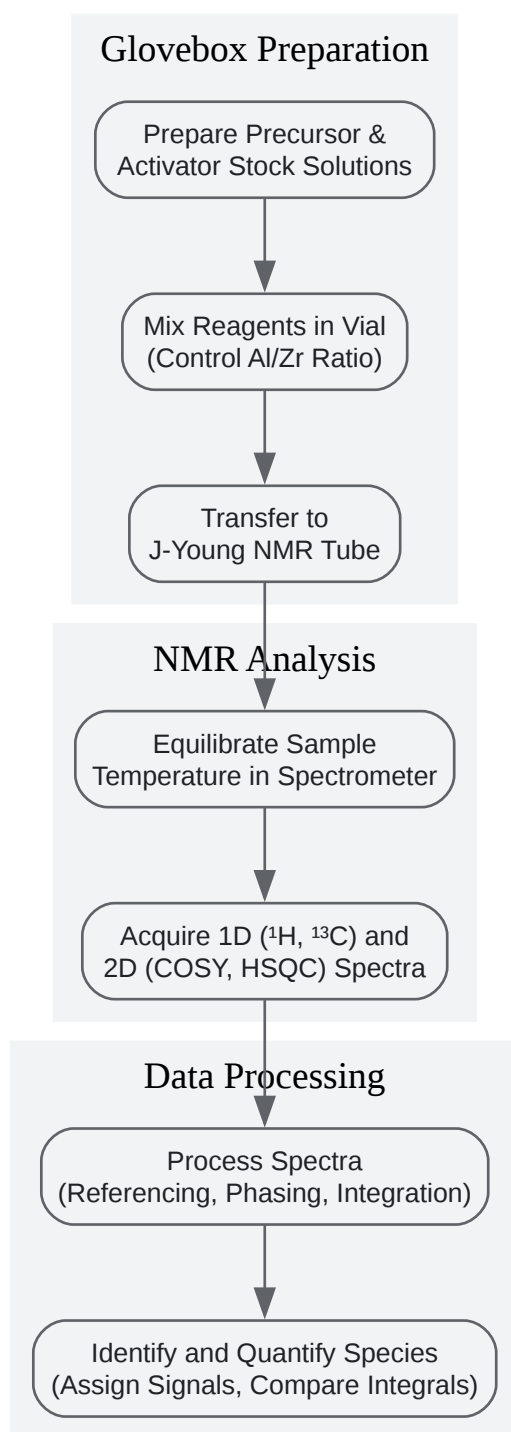 Glovebox Preparation
Prepare Precursor &
Activator Stock Solutions
Mix Reagents in Vial
(Control Al/Zr Ratio)
Transfer to
J-Young NMR Tube
NMR Analysis
Equilibrate Sample
Temperature in Spectrometer
Acquire 1D (¹H, ¹³C) and
2D (COSY, HSQC) Spectra
Data Processing
Process Spectra
(Referencing, Phasing, Integration)
Identify and Quantify Species
(Assign Signals, Compare Integrals)